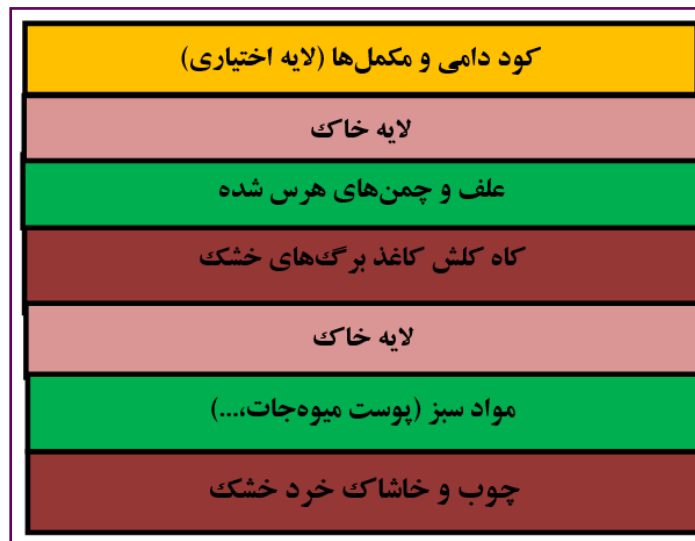 کود دامی و مکمل‌ها (لایه اختیاری)
لایه خاک
علف و چمن‌های هرس شده
کاه کلش کاغذ برگ‌های خشک
لایه خاک
مواد سبز (پوست میوه‌جات،...)
چوب و خاشاک خرد خشک